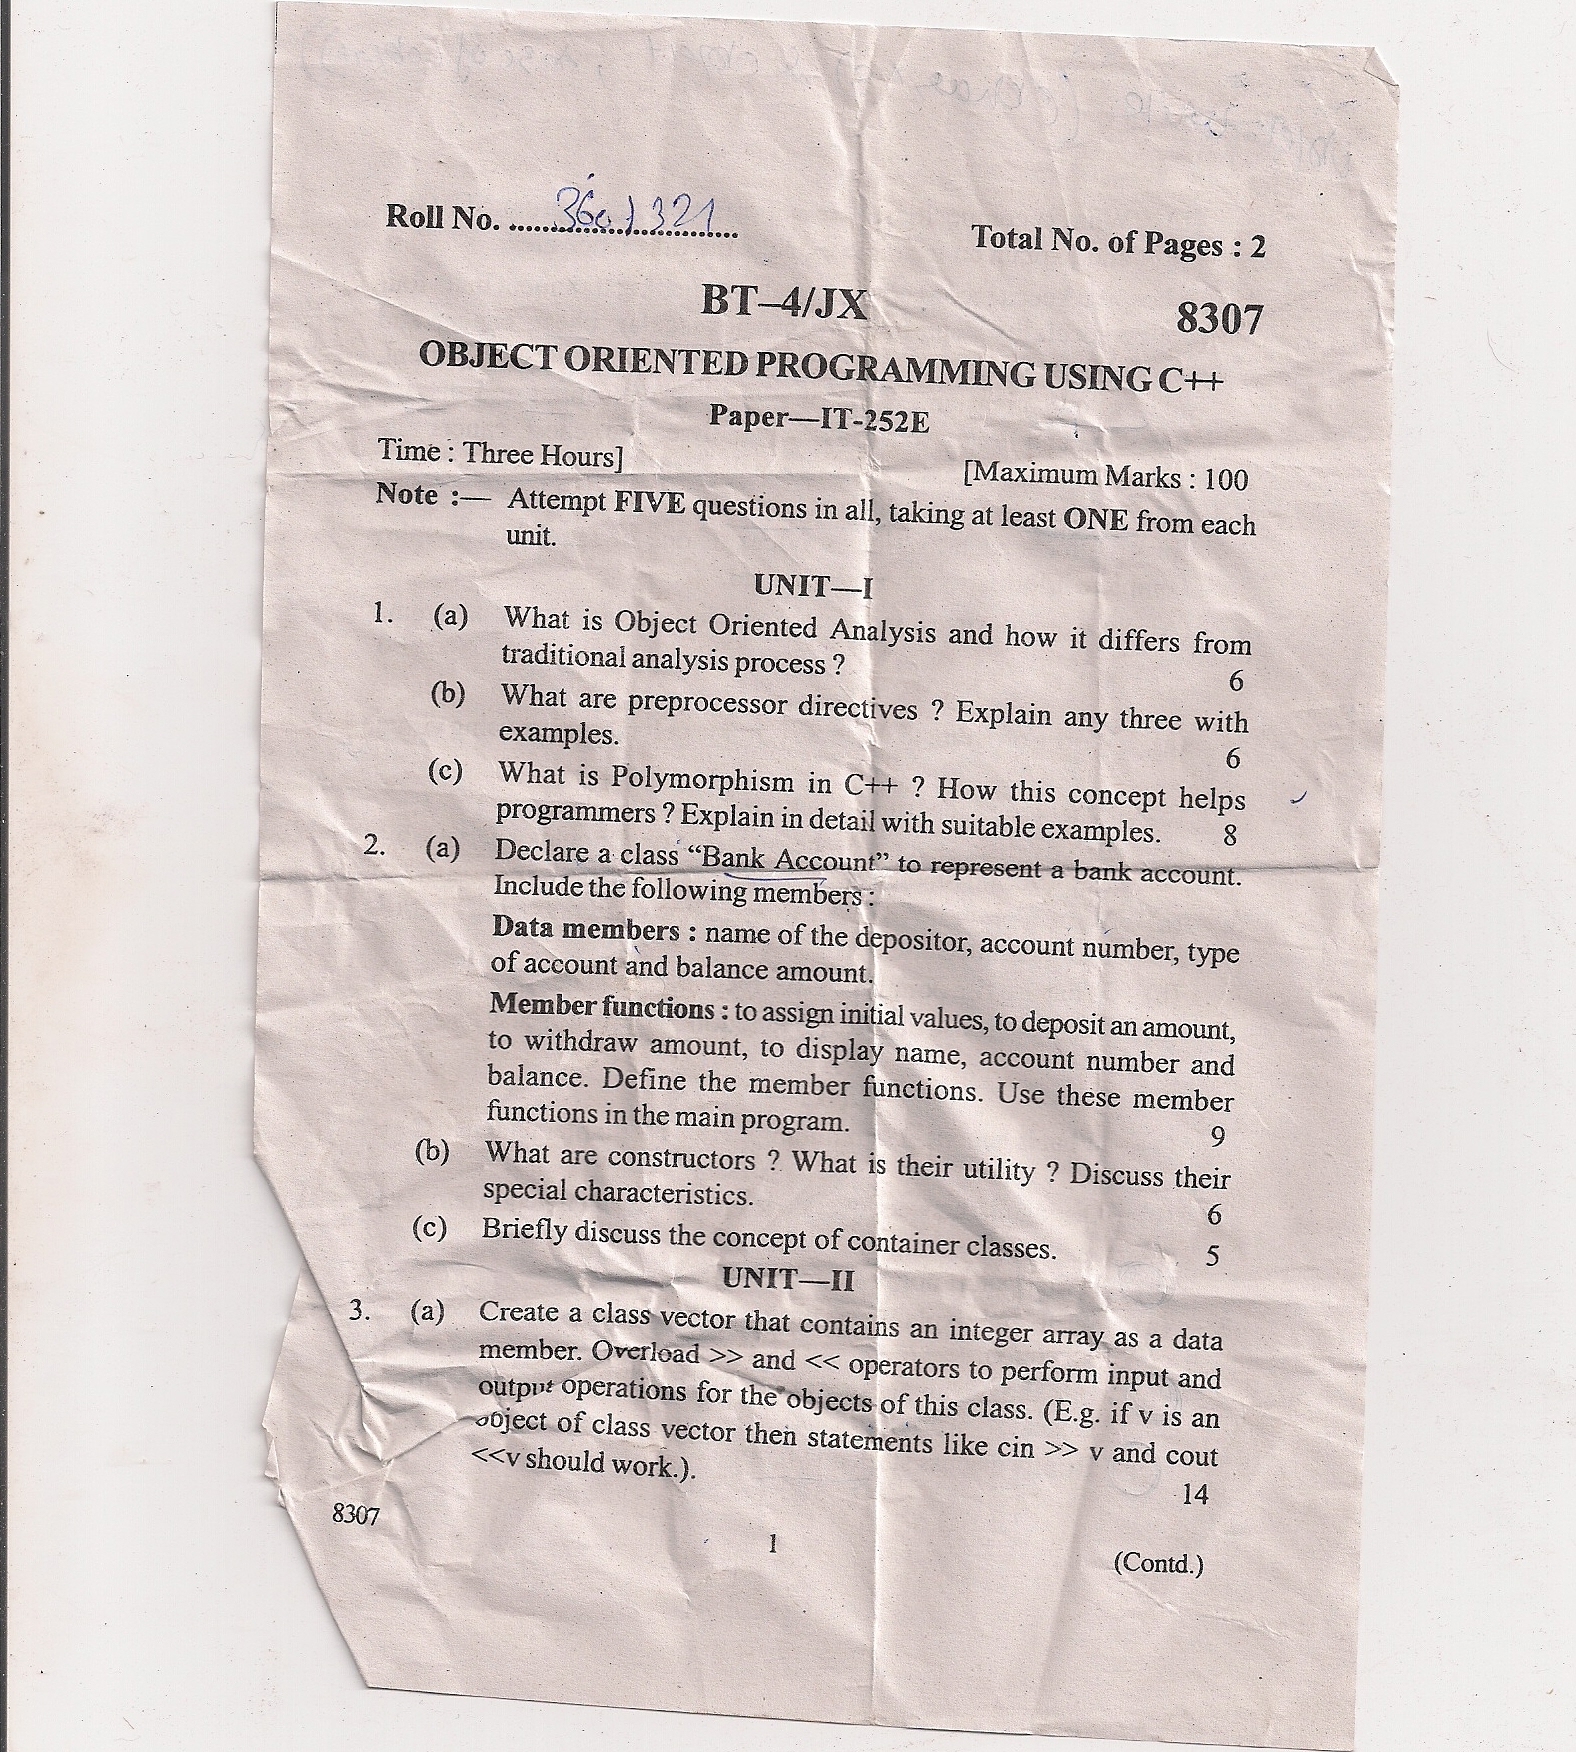 Roll No. ................................
Total No. of Pages : 2
BT–4/JX
8307
OBJECT ORIENTED PROGRAMMING USING C++
Paper—IT-252E
Time : Three Hours]
[Maximum Marks : 100
Note :— Attempt FIVE questions in all, taking at least ONE from each
unit.
UNIT—I
1. (a) What is Object Oriented Analysis and how it differs from
traditional analysis process ? 6
(b) What are preprocessor directives ? Explain any three with
examples. 6
(c) What is Polymorphism in C++ ? How this concept helps
programmers ? Explain in detail with suitable examples. 8
2. (a) Declare a class “Bank Account” to represent a bank account.
Include the following members :
Data members : name of the depositor, account number, type
of account and balance amount.
Member functions : to assign initial values, to deposit an amount,
to withdraw amount, to display name, account number and
balance. Define the member functions. Use these member
functions in the main program. 9
(b) What are constructors ? What is their utility ? Discuss their
special characteristics. 6
(c) Briefly discuss the concept of container classes. 5
UNIT—II
3. (a) Create a class vector that contains an integer array as a data
member. Overload >> and << operators to perform input and
output operations for the objects of this class. (E.g. if v is an
object of class vector then statements like cin >> v and cout
<<v should work.). 14
8307
1
(Contd.)